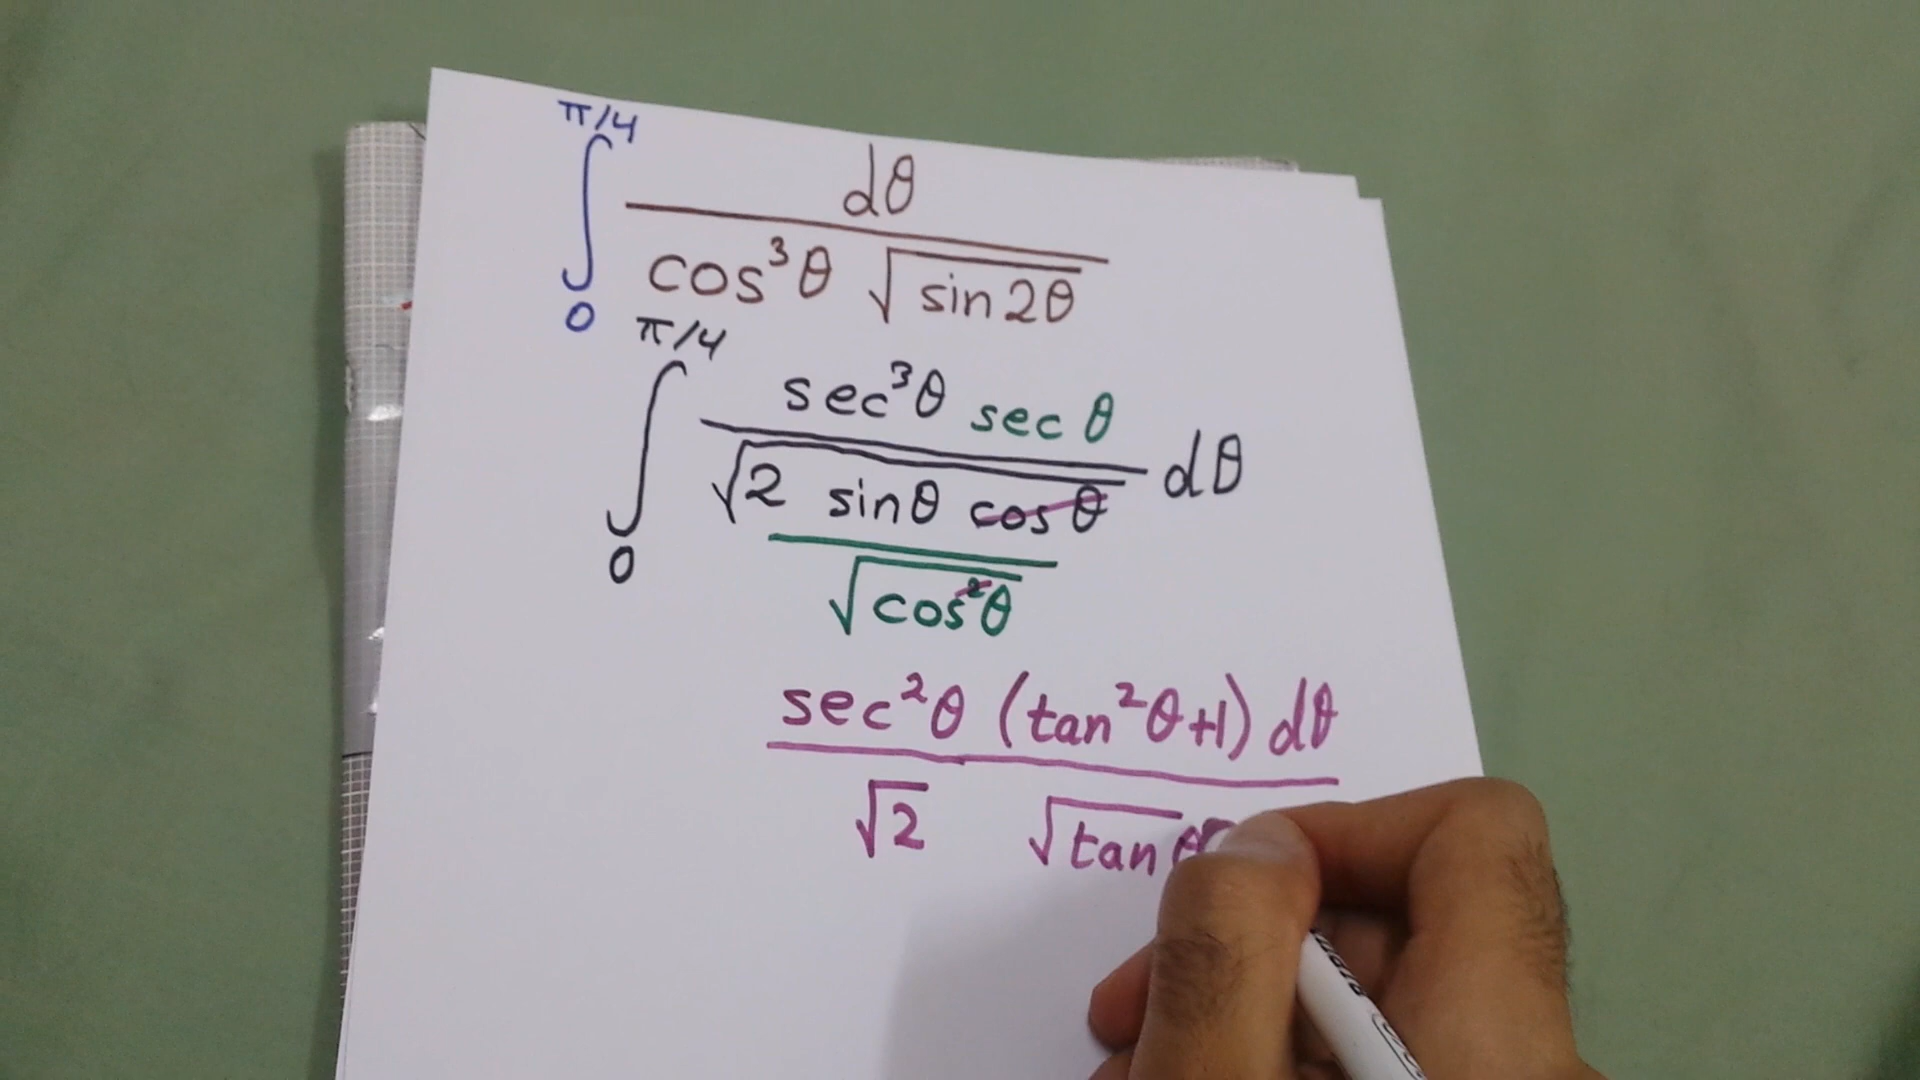 ∫₀^{π/4} dθ / (cos³θ √(sin2θ))
∫₀^{π/4} (sec³θ secθ) / (√(2 sinθ cosθ) / √(cos²θ)) dθ
sec²θ (tan²θ+1) dθ / (√2 √(tanθ))